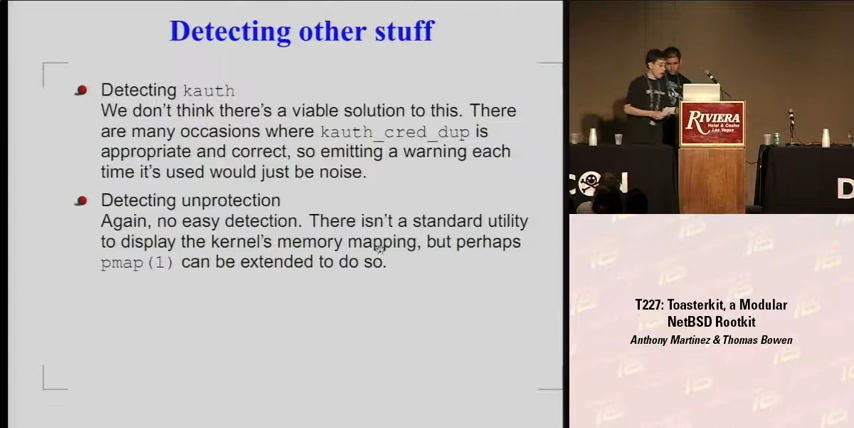 Detecting other stuff
Detecting kauth
We don't think there's a viable solution to this. There
are many occasions where kauth_cred_dup is
appropriate and correct, so emitting a warning each
time it's used would just be noise.
Detecting unprotection
Again, no easy detection. There isn't a standard utility
to display the kernel's memory mapping, but perhaps
pmap(1) can be extended to do so.
RIVIERA
Hotel & Casino
Las Vegas
CON
D
T227: Toasterkit, a Modular
NetBSD Rootkit
Anthony Martinez & Thomas Bowen